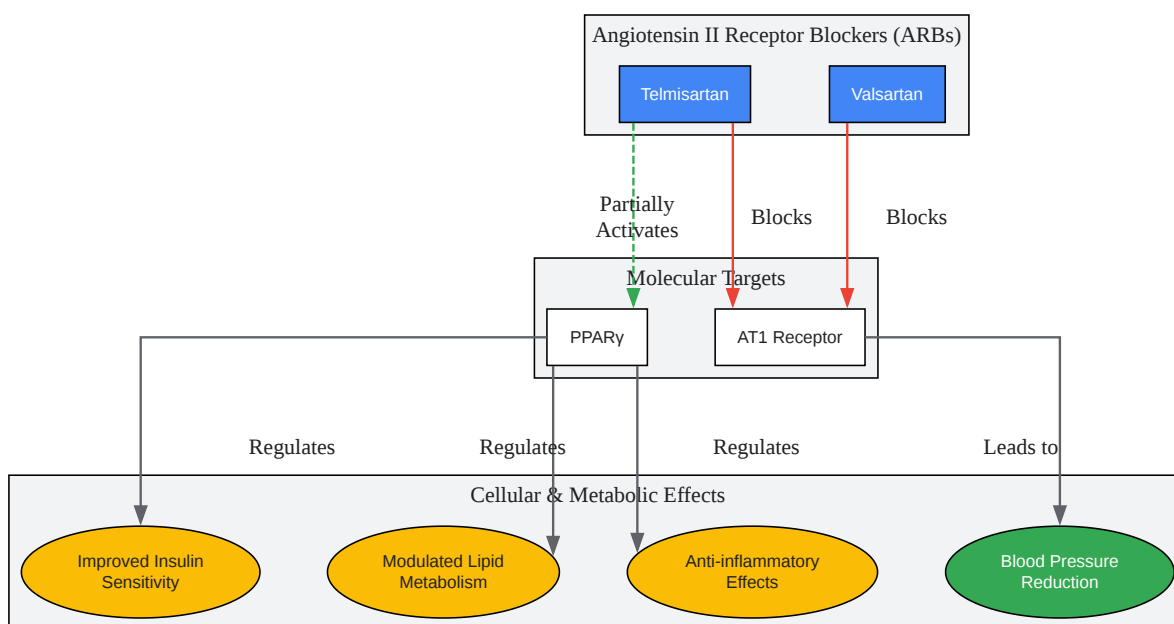 Angiotensin II Receptor Blockers (ARBs)
Telmisartan
Valsartan
Partially
Activates
Blocks
Blocks
Molecular Targets
PPARγ
AT1 Receptor
Regulates
Regulates
Regulates
Leads to
Cellular & Metabolic Effects
Improved Insulin
Sensitivity
Modulated Lipid
Metabolism
Anti-inflammatory
Effects
Blood Pressure
Reduction